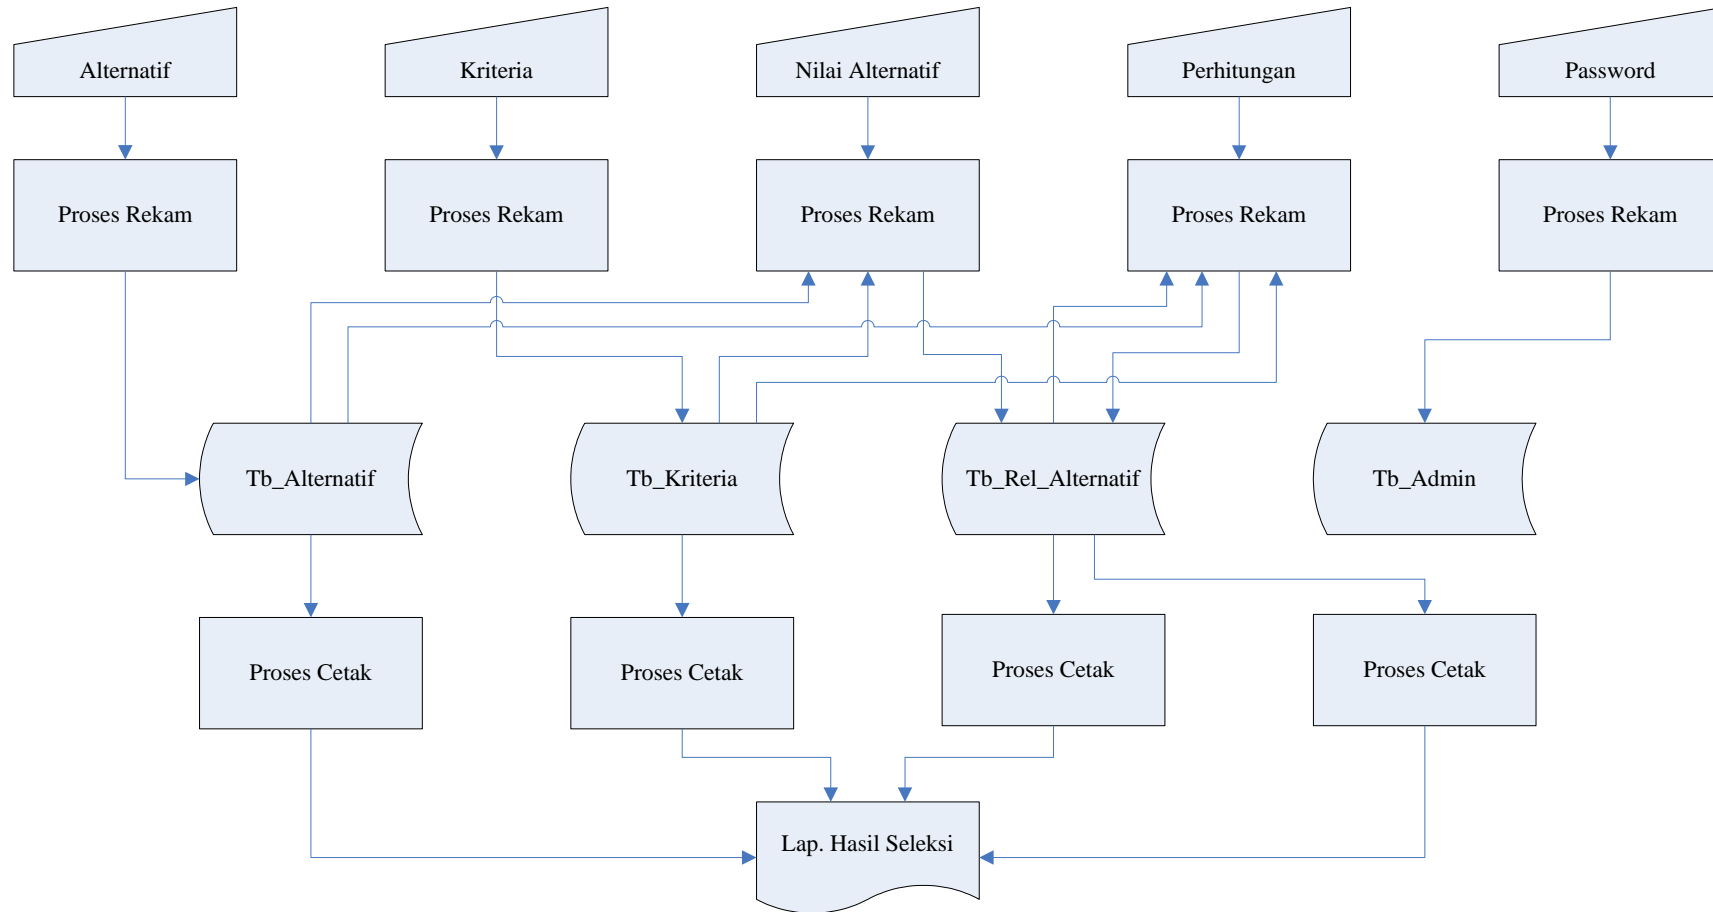 Alternatif
Kriteria
Nilai Alternatif
Perhitungan
Password
Proses Rekam
Proses Rekam
Proses Rekam
Proses Rekam
Proses Rekam
Tb_Alternatif
Tb_Kriteria
Tb_Rel_Alternatif
Tb_Admin
Proses Cetak
Proses Cetak
Proses Cetak
Proses Cetak
Lap. Hasil Seleksi